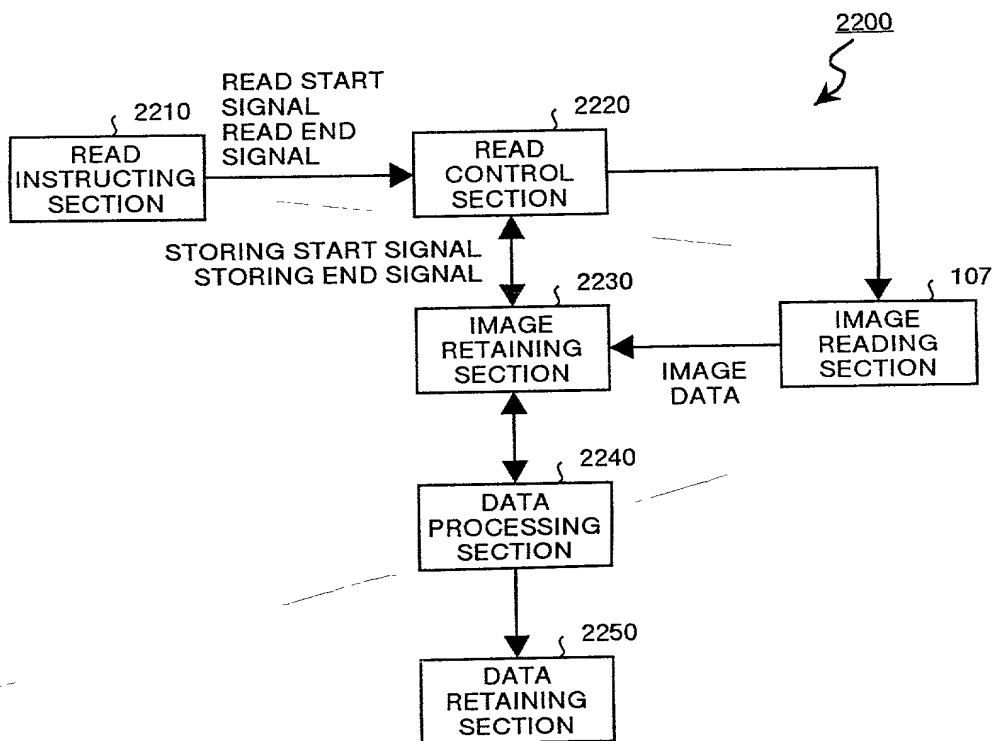 2200
READ START
SIGNAL
READ END
SIGNAL
2210
READ
INSTRUCTING
SECTION
2220
READ
CONTROL
SECTION
STORING START SIGNAL
STORING END SIGNAL
2230
IMAGE
RETAINING
SECTION
107
IMAGE
READING
SECTION
IMAGE
DATA
2240
DATA
PROCESSING
SECTION
2250
DATA
RETAINING
SECTION